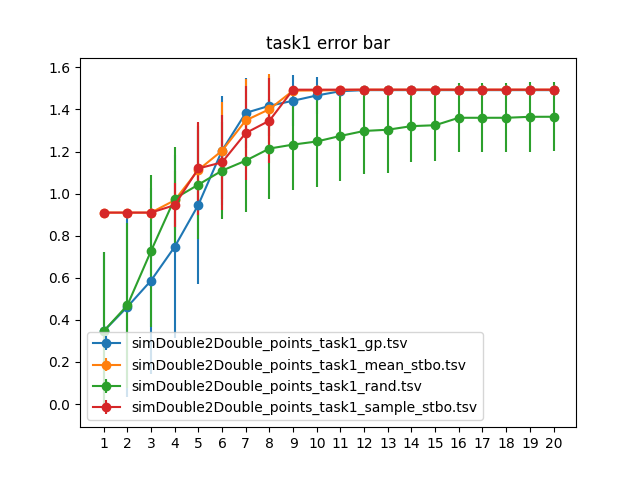 task1 error bar
1.6
1.4
1.2
1.0
0.8
0.6
0.4
0.2
0.0
simDouble2Double_points_task1_gp.tsv
simDouble2Double_points_task1_mean_stbo.tsv
simDouble2Double_points_task1_rand.tsv
simDouble2Double_points_task1_sample_stbo.tsv
1 2 3 4 5 6 7 8 9 10 11 12 13 14 15 16 17 18 19 20